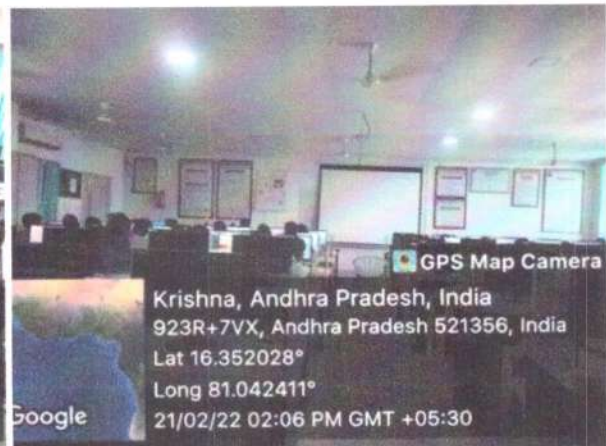 GPS Map Camera
Krishna, Andhra Pradesh, India
923R+7VX, Andhra Pradesh 521356, India
Lat 16.352028°
Long 81.042411°
21/02/22 02:06 PM GMT +05:30
Google